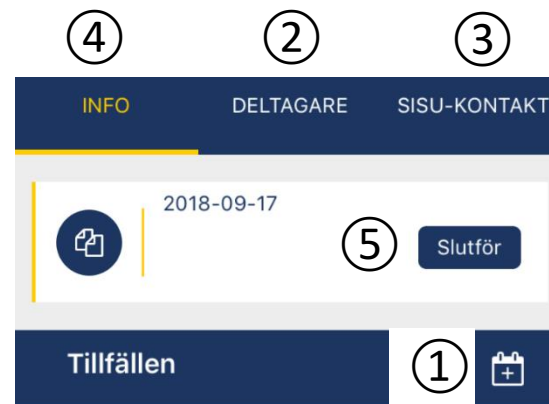 ④ ② ③
INFO DELTAGARE SISU-KONTAKT
2018-09-17
⑤ Slutför
Tillfällen ①